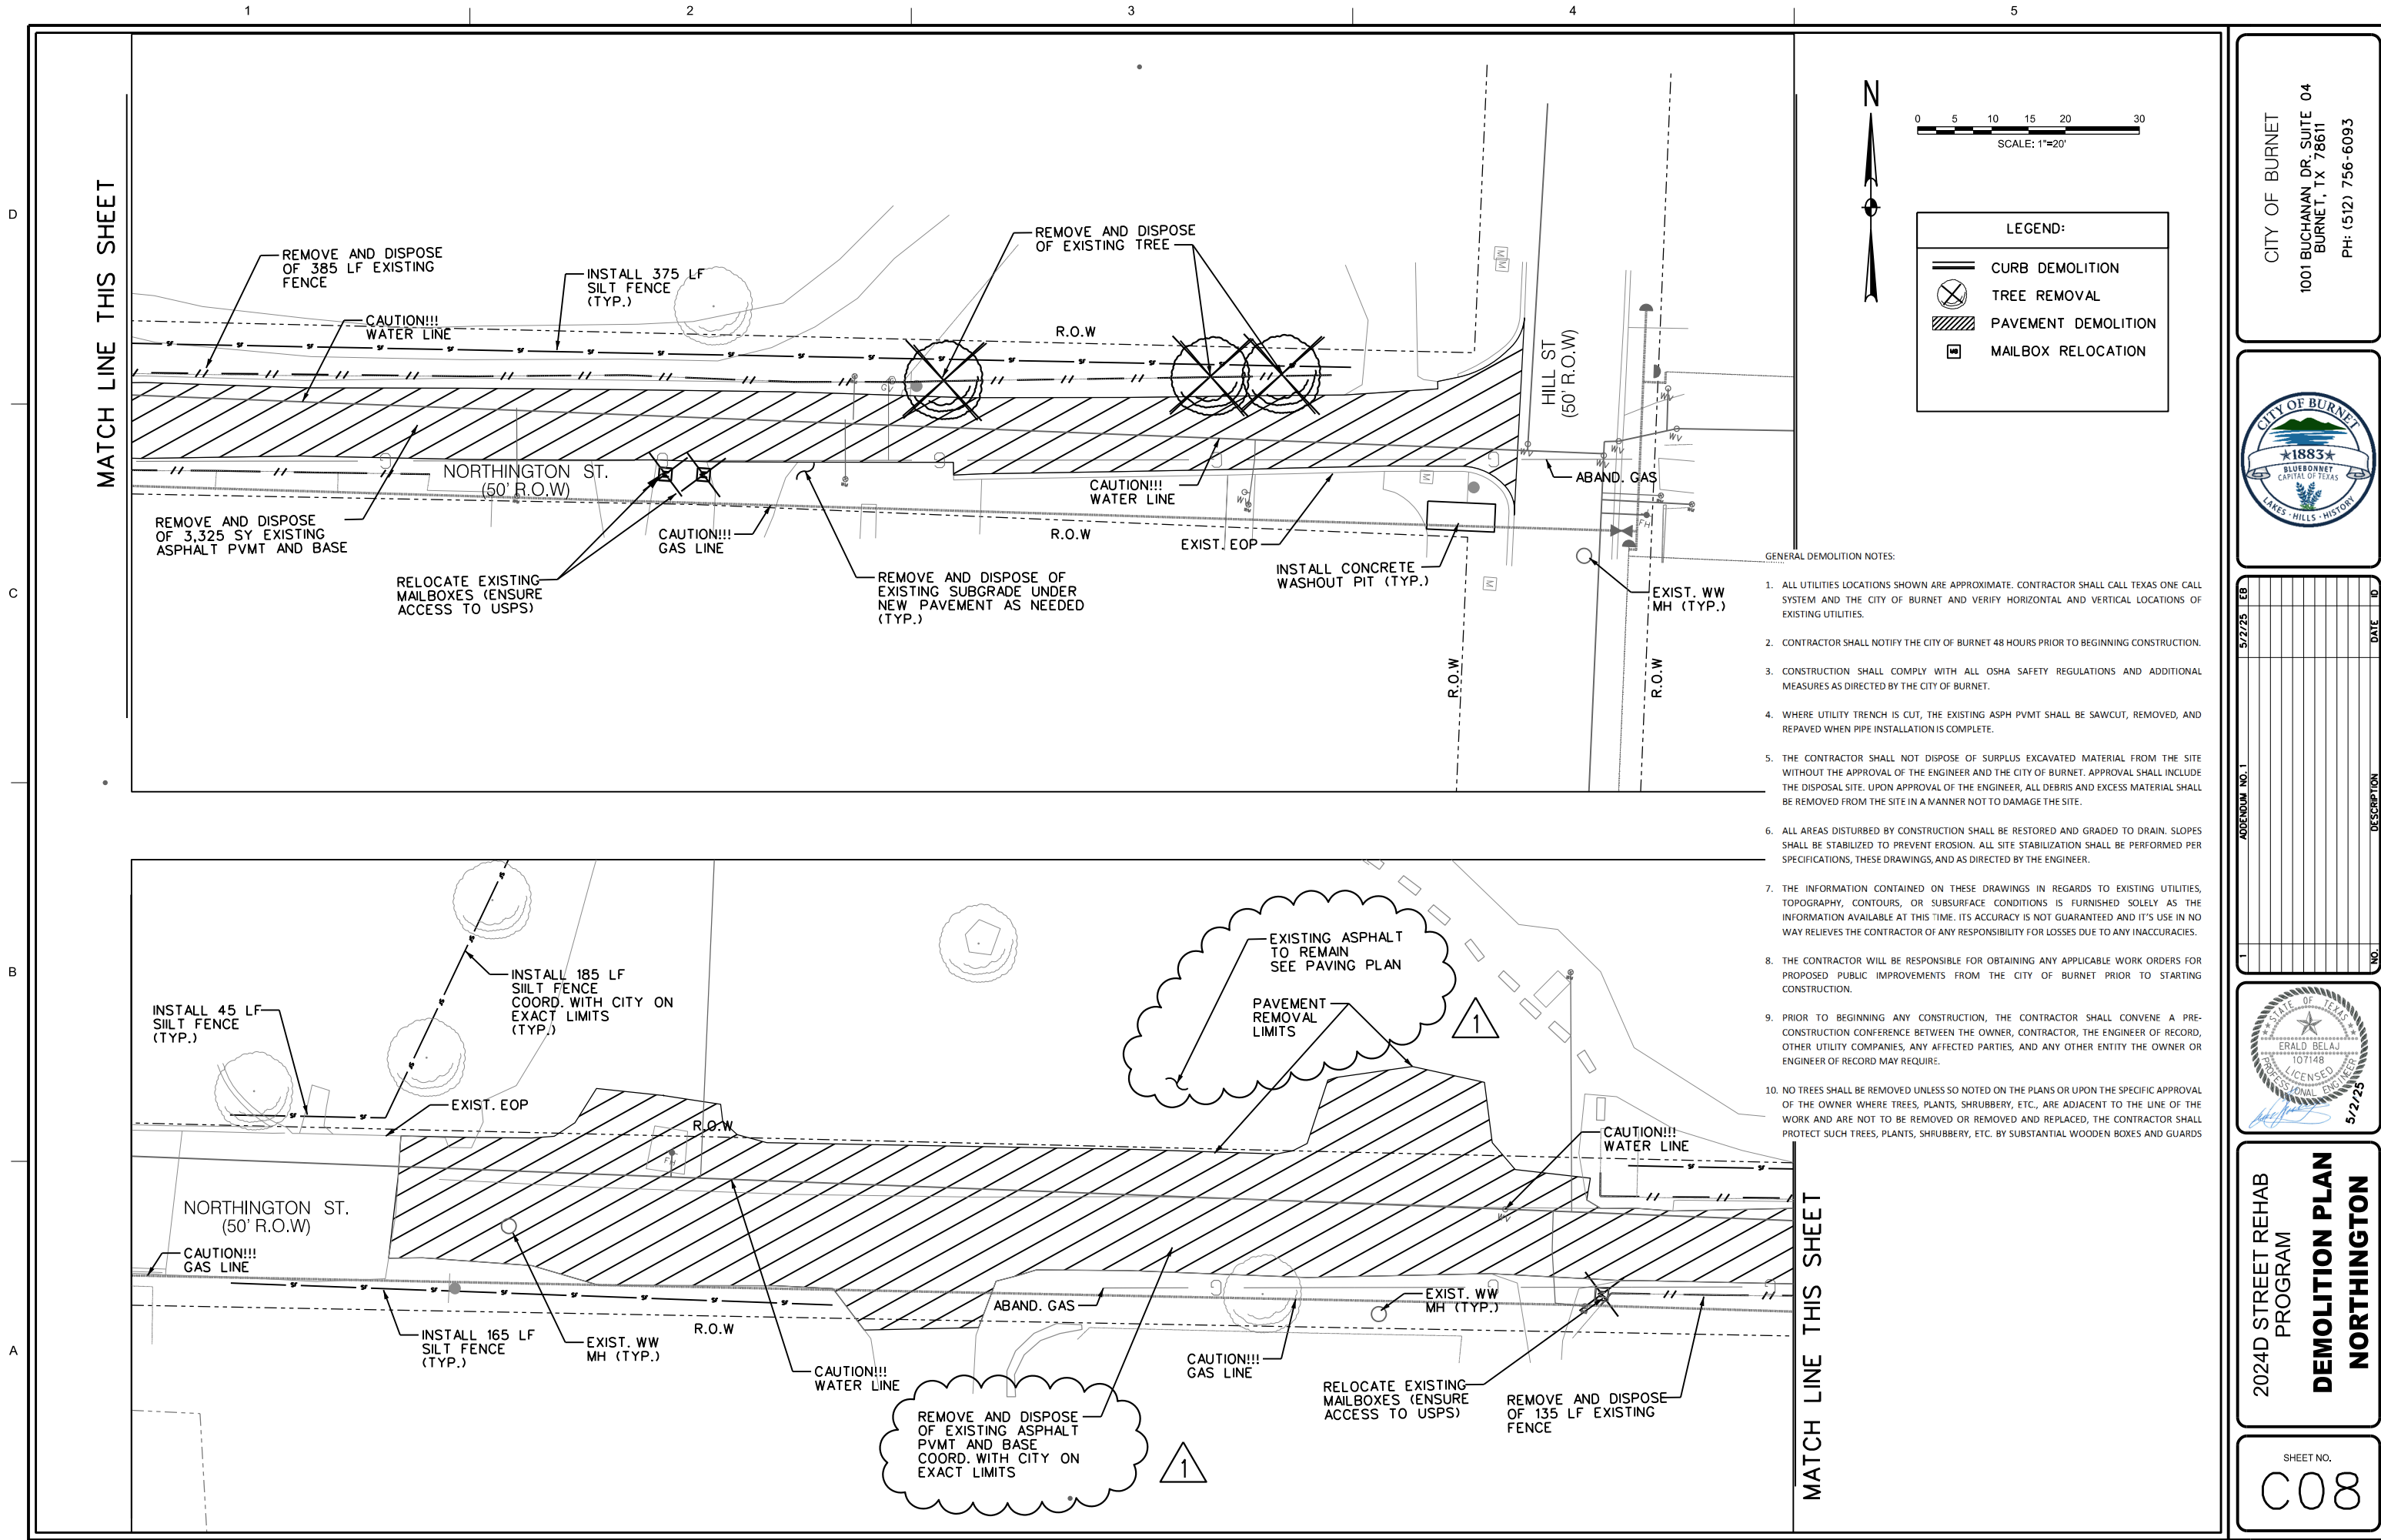 1
2
3
4
5
D
C
B
A
MATCH LINE THIS SHEET
REMOVE AND DISPOSE
OF 385 LF EXISTING
FENCE
CAUTION!!!
WATER LINE
INSTALL 375 LF
SILT FENCE
(TYP.)
REMOVE AND DISPOSE
OF EXISTING TREE
R.O.W
HILL ST
(50' R.O.W)
NORTHINGTON ST.
(50' R.O.W)
REMOVE AND DISPOSE
OF 3,325 SY EXISTING
ASPHALT PVMT AND BASE
RELOCATE EXISTING
MAILBOXES (ENSURE
ACCESS TO USPS)
CAUTION!!!
GAS LINE
REMOVE AND DISPOSE OF
EXISTING SUBGRADE UNDER
NEW PAVEMENT AS NEEDED
(TYP.)
CAUTION!!!
WATER LINE
R.O.W
EXIST. EOP
INSTALL CONCRETE
WASHOUT PIT (TYP.)
ABAND. GAS
EXIST. WW
MH (TYP.)
R.O.W
R.O.W
GV
WV
WV
WV
WV
WV
WV
FH
M
M
M
M
G
G
G
G
G
N
0 5 10 15 20 30
SCALE: 1"=20'
LEGEND:
CURB DEMOLITION
TREE REMOVAL
PAVEMENT DEMOLITION
MB MAILBOX RELOCATION
GENERAL DEMOLITION NOTES:
1. ALL UTILITIES LOCATIONS SHOWN ARE APPROXIMATE. CONTRACTOR SHALL CALL TEXAS ONE CALL
SYSTEM AND THE CITY OF BURNET AND VERIFY HORIZONTAL AND VERTICAL LOCATIONS OF
EXISTING UTILITIES.
2. CONTRACTOR SHALL NOTIFY THE CITY OF BURNET 48 HOURS PRIOR TO BEGINNING CONSTRUCTION.
3. CONSTRUCTION SHALL COMPLY WITH ALL OSHA SAFETY REGULATIONS AND ADDITIONAL
MEASURES AS DIRECTED BY THE CITY OF BURNET.
4. WHERE UTILITY TRENCH IS CUT, THE EXISTING ASPH PVMT SHALL BE SAWCUT, REMOVED, AND
REPAVED WHEN PIPE INSTALLATION IS COMPLETE.
5. THE CONTRACTOR SHALL NOT DISPOSE OF SURPLUS EXCAVATED MATERIAL FROM THE SITE
WITHOUT THE APPROVAL OF THE ENGINEER AND THE CITY OF BURNET. APPROVAL SHALL INCLUDE
THE DISPOSAL SITE. UPON APPROVAL OF THE ENGINEER, ALL DEBRIS AND EXCESS MATERIAL SHALL
BE REMOVED FROM THE SITE IN A MANNER NOT TO DAMAGE THE SITE.
6. ALL AREAS DISTURBED BY CONSTRUCTION SHALL BE RESTORED AND GRADED TO DRAIN. SLOPES
SHALL BE STABILIZED TO PREVENT EROSION. ALL SITE STABILIZATION SHALL BE PERFORMED PER
SPECIFICATIONS, THESE DRAWINGS, AND AS DIRECTED BY THE ENGINEER.
7. THE INFORMATION CONTAINED ON THESE DRAWINGS IN REGARDS TO EXISTING UTILITIES,
TOPOGRAPHY, CONTOURS, OR SUBSURFACE CONDITIONS IS FURNISHED SOLELY AS THE
INFORMATION AVAILABLE AT THIS TIME. ITS ACCURACY IS NOT GUARANTEED AND IT'S USE IN NO
WAY RELIEVES THE CONTRACTOR OF ANY RESPONSIBILITY FOR LOSSES DUE TO ANY INACCURACIES.
8. THE CONTRACTOR WILL BE RESPONSIBLE FOR OBTAINING ANY APPLICABLE WORK ORDERS FOR
PROPOSED PUBLIC IMPROVEMENTS FROM THE CITY OF BURNET PRIOR TO STARTING
CONSTRUCTION.
9. PRIOR TO BEGINNING ANY CONSTRUCTION, THE CONTRACTOR SHALL CONVENE A PRE-
CONSTRUCTION CONFERENCE BETWEEN THE OWNER, CONTRACTOR, THE ENGINEER OF RECORD,
OTHER UTILITY COMPANIES, ANY AFFECTED PARTIES, AND ANY OTHER ENTITY THE OWNER OR
ENGINEER OF RECORD MAY REQUIRE.
10. NO TREES SHALL BE REMOVED UNLESS SO NOTED ON THE PLANS OR UPON THE SPECIFIC APPROVAL
OF THE OWNER WHERE TREES, PLANTS, SHRUBBERY, ETC., ARE ADJACENT TO THE LINE OF THE
WORK AND ARE NOT TO BE REMOVED OR REMOVED AND REPLACED, THE CONTRACTOR SHALL
PROTECT SUCH TREES, PLANTS, SHRUBBERY, ETC. BY SUBSTANTIAL WOODEN BOXES AND GUARDS
INSTALL 45 LF
SIILT FENCE
(TYP.)
INSTALL 185 LF
SIILT FENCE
COORD. WITH CITY ON
EXACT LIMITS
(TYP.)
EXIST. EOP
EXISTING ASPHALT
TO REMAIN
SEE PAVING PLAN
PAVEMENT
REMOVAL
LIMITS
1
R.O.W
FH
CAUTION!!!
WATER LINE
WV
NORTHINGTON ST.
(50' R.O.W)
CAUTION!!!
GAS LINE
INSTALL 165 LF
SILT FENCE
(TYP.)
EXIST. WW
MH (TYP.)
R.O.W
CAUTION!!!
WATER LINE
ABAND. GAS
G
G
G
CAUTION!!!
GAS LINE
EXIST. WW
MH (TYP.)
RELOCATE EXISTING
MAILBOXES (ENSURE
ACCESS TO USPS)
REMOVE AND DISPOSE
OF 135 LF EXISTING
FENCE
REMOVE AND DISPOSE
OF EXISTING ASPHALT
PVMT AND BASE
COORD. WITH CITY ON
EXACT LIMITS
1
MATCH LINE THIS SHEET
CITY OF BURNET
1001 BUCHANAN DR. SUITE 04
BURNET, TX 78611
PH: (512) 756-6093
CITY OF BURNET
★1883★
BLUEBONNET
CAPITAL OF TEXAS
LAKES · HILLS · HISTORY
1 ADDENDUM NO. 1 5/2/25 EB
NO. DESCRIPTION DATE ID
STATE OF TEXAS
ERALD BELAJ
107148
LICENSED
PROFESSIONAL ENGINEER
5/2/25
2024D STREET REHAB
PROGRAM
DEMOLITION PLAN
NORTHINGTON
SHEET NO.
C08